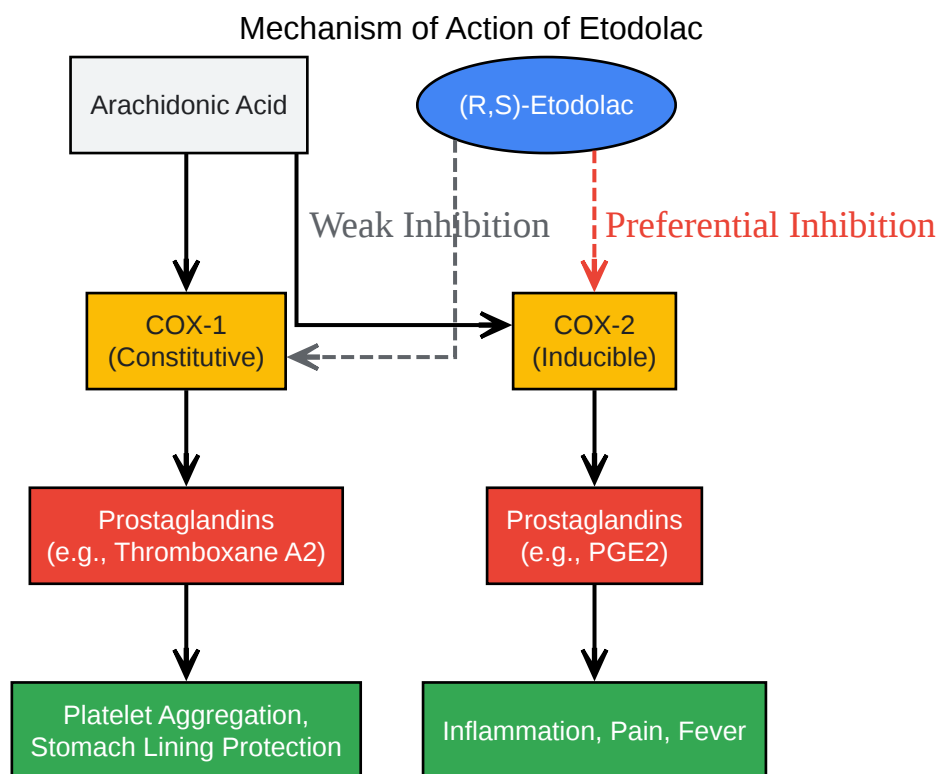 Mechanism of Action of Etodolac
Arachidonic Acid
(R,S)-Etodolac
Weak Inhibition
Preferential Inhibition
COX-1
(Constitutive)
COX-2
(Inducible)
Prostaglandins
(e.g., Thromboxane A2)
Prostaglandins
(e.g., PGE2)
Platelet Aggregation,
Stomach Lining Protection
Inflammation, Pain, Fever